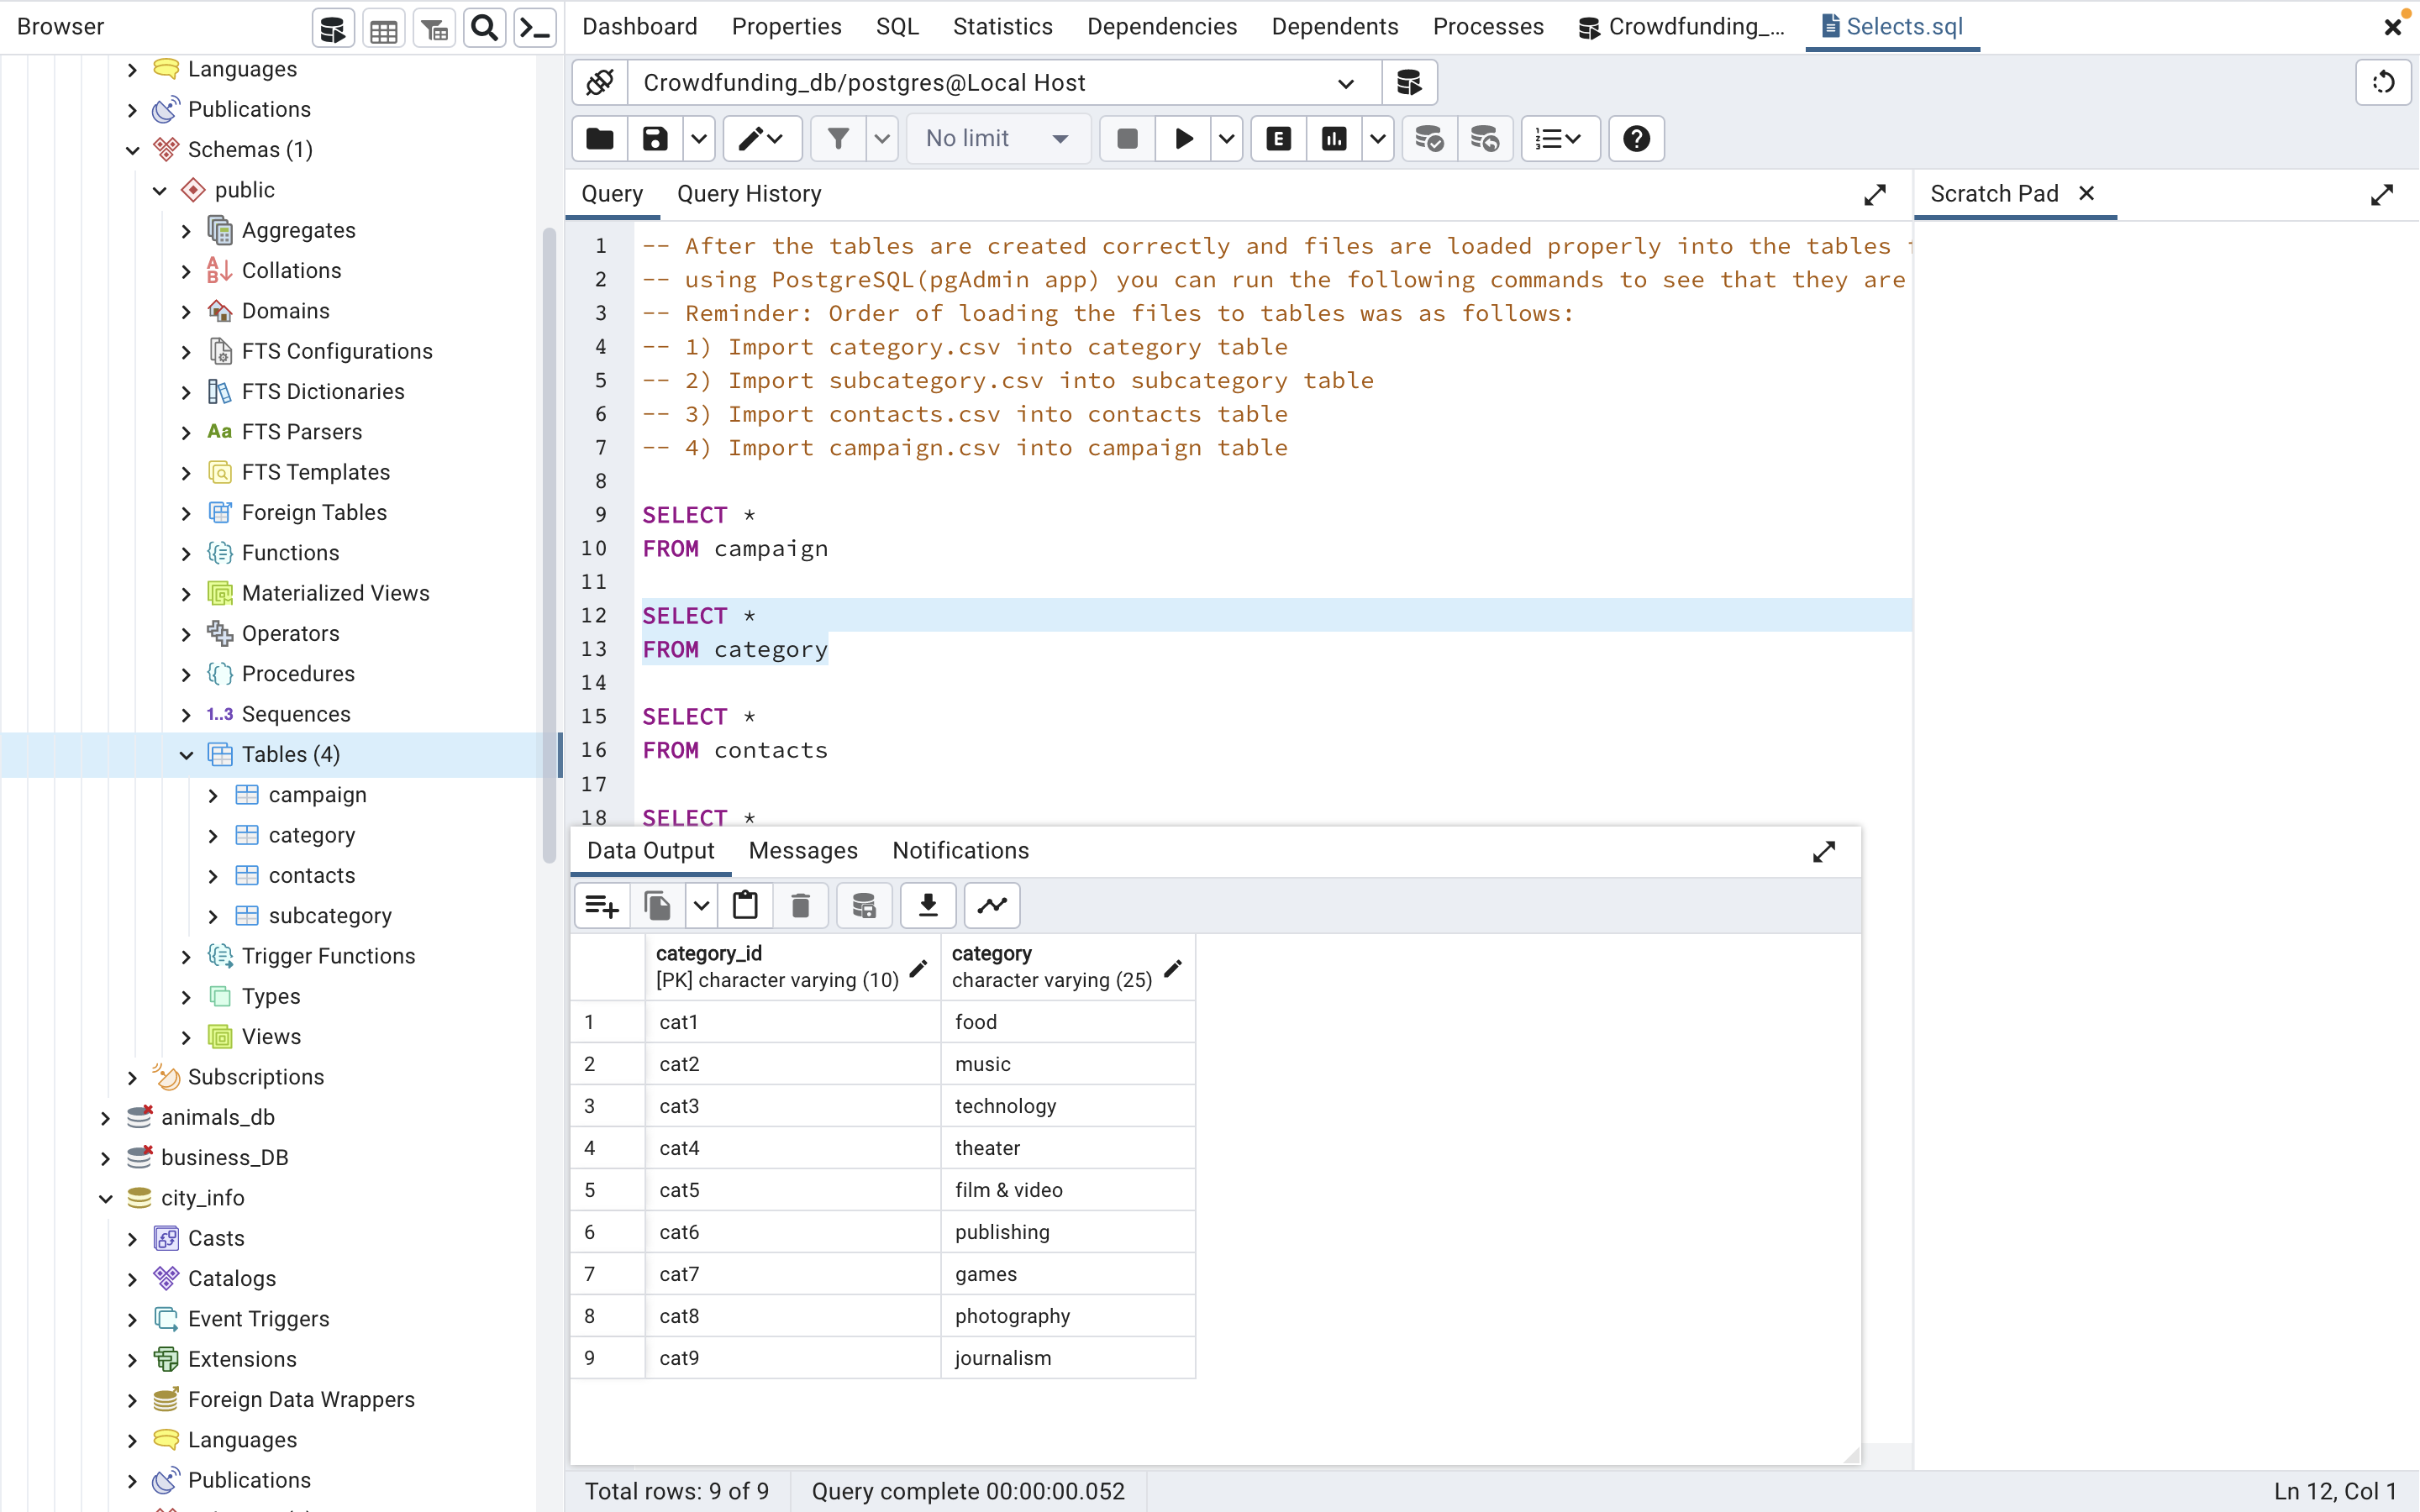 Browser
Dashboard Properties SQL Statistics Dependencies Dependents Processes Crowdfunding_... Selects.sql
Languages
Publications
Schemas (1)
public
Aggregates
Collations
Domains
FTS Configurations
FTS Dictionaries
Aa FTS Parsers
FTS Templates
Foreign Tables
Functions
Materialized Views
Operators
Procedures
1..3 Sequences
Tables (4)
campaign
category
contacts
subcategory
Trigger Functions
Types
Views
Subscriptions
animals_db
business_DB
city_info
Casts
Catalogs
Event Triggers
Extensions
Foreign Data Wrappers
Languages
Publications
Crowdfunding_db/postgres@Local Host
No limit
E
Query Query History
Scratch Pad
1 -- After the tables are created correctly and files are loaded properly into the tables
2 -- using PostgreSQL(pgAdmin app) you can run the following commands to see that they are
3 -- Reminder: Order of loading the files to tables was as follows:
4 -- 1) Import category.csv into category table
5 -- 2) Import subcategory.csv into subcategory table
6 -- 3) Import contacts.csv into contacts table
7 -- 4) Import campaign.csv into campaign table
8
9 SELECT *
10 FROM campaign
11
12 SELECT *
13 FROM category
14
15 SELECT *
16 FROM contacts
17
18 SELECT *
Data Output Messages Notifications
category_id category
[PK] character varying (10) character varying (25)
1 cat1 food
2 cat2 music
3 cat3 technology
4 cat4 theater
5 cat5 film & video
6 cat6 publishing
7 cat7 games
8 cat8 photography
9 cat9 journalism
Total rows: 9 of 9 Query complete 00:00:00.052 Ln 12, Col 1